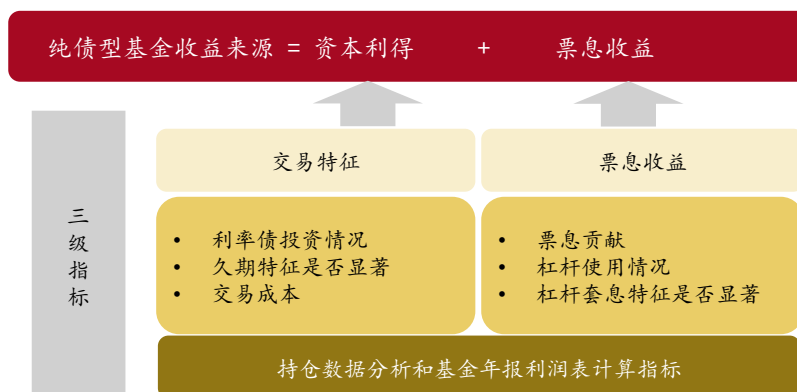 纯债型基金收益来源 = 资本利得 + 票息收益
交易特征
票息收益
三级指标
• 利率债投资情况
• 久期特征是否显著
• 交易成本
• 票息贡献
• 杠杆使用情况
• 杠杆套息特征是否显著
持仓数据分析和基金年报利润表计算指标